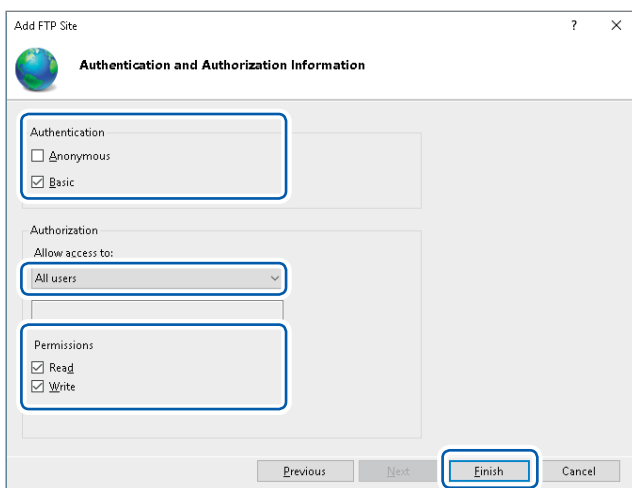 Add FTP Site
?
Authentication and Authorization Information
Authentication
Anonymous
Basic
Authorization
Allow access to:
All users
Permissions
Read
Write
Previous
Next
Finish
Cancel